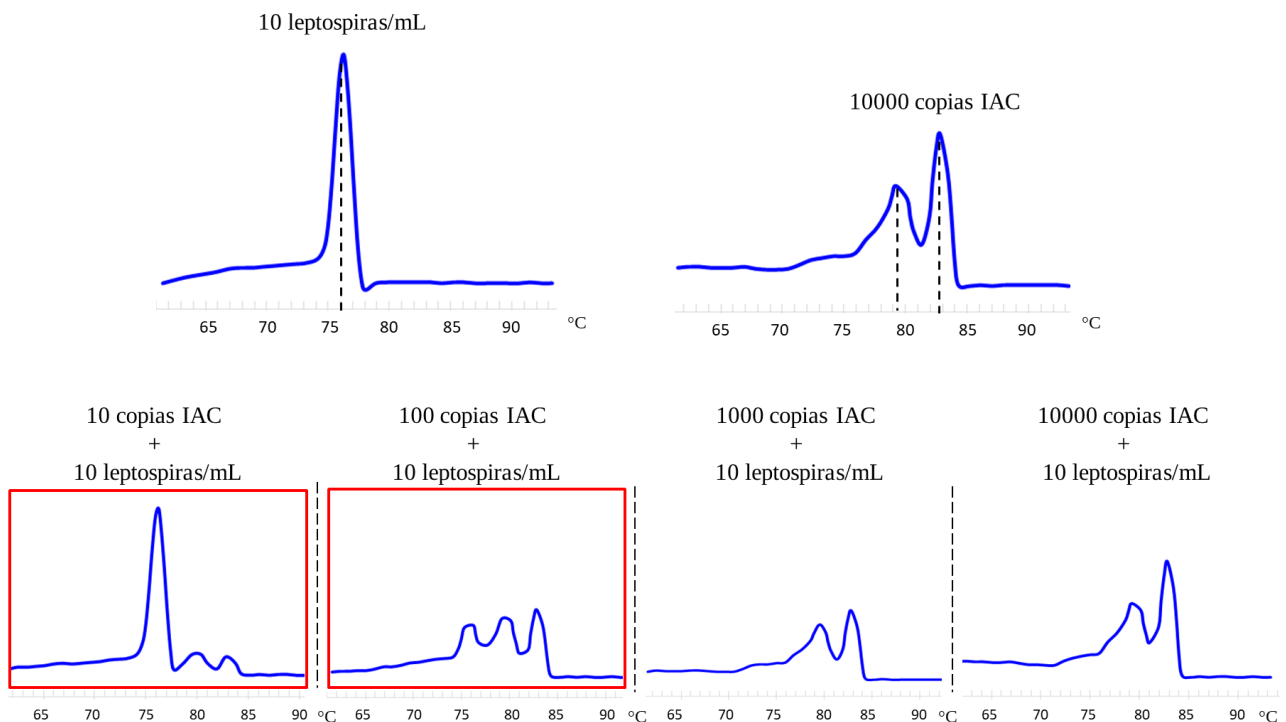 10 leptospiras/mL
10000 copias IAC
65 70 75 80 85 90 °C
65 70 75 80 85 90 °C
10 copias IAC
+
10 leptospiras/mL
100 copias IAC
+
10 leptospiras/mL
1000 copias IAC
+
10 leptospiras/mL
10000 copias IAC
+
10 leptospiras/mL
65 70 75 80 85 90 °C
65 70 75 80 85 90 °C
65 70 75 80 85 90 °C
65 70 75 80 85 90 °C